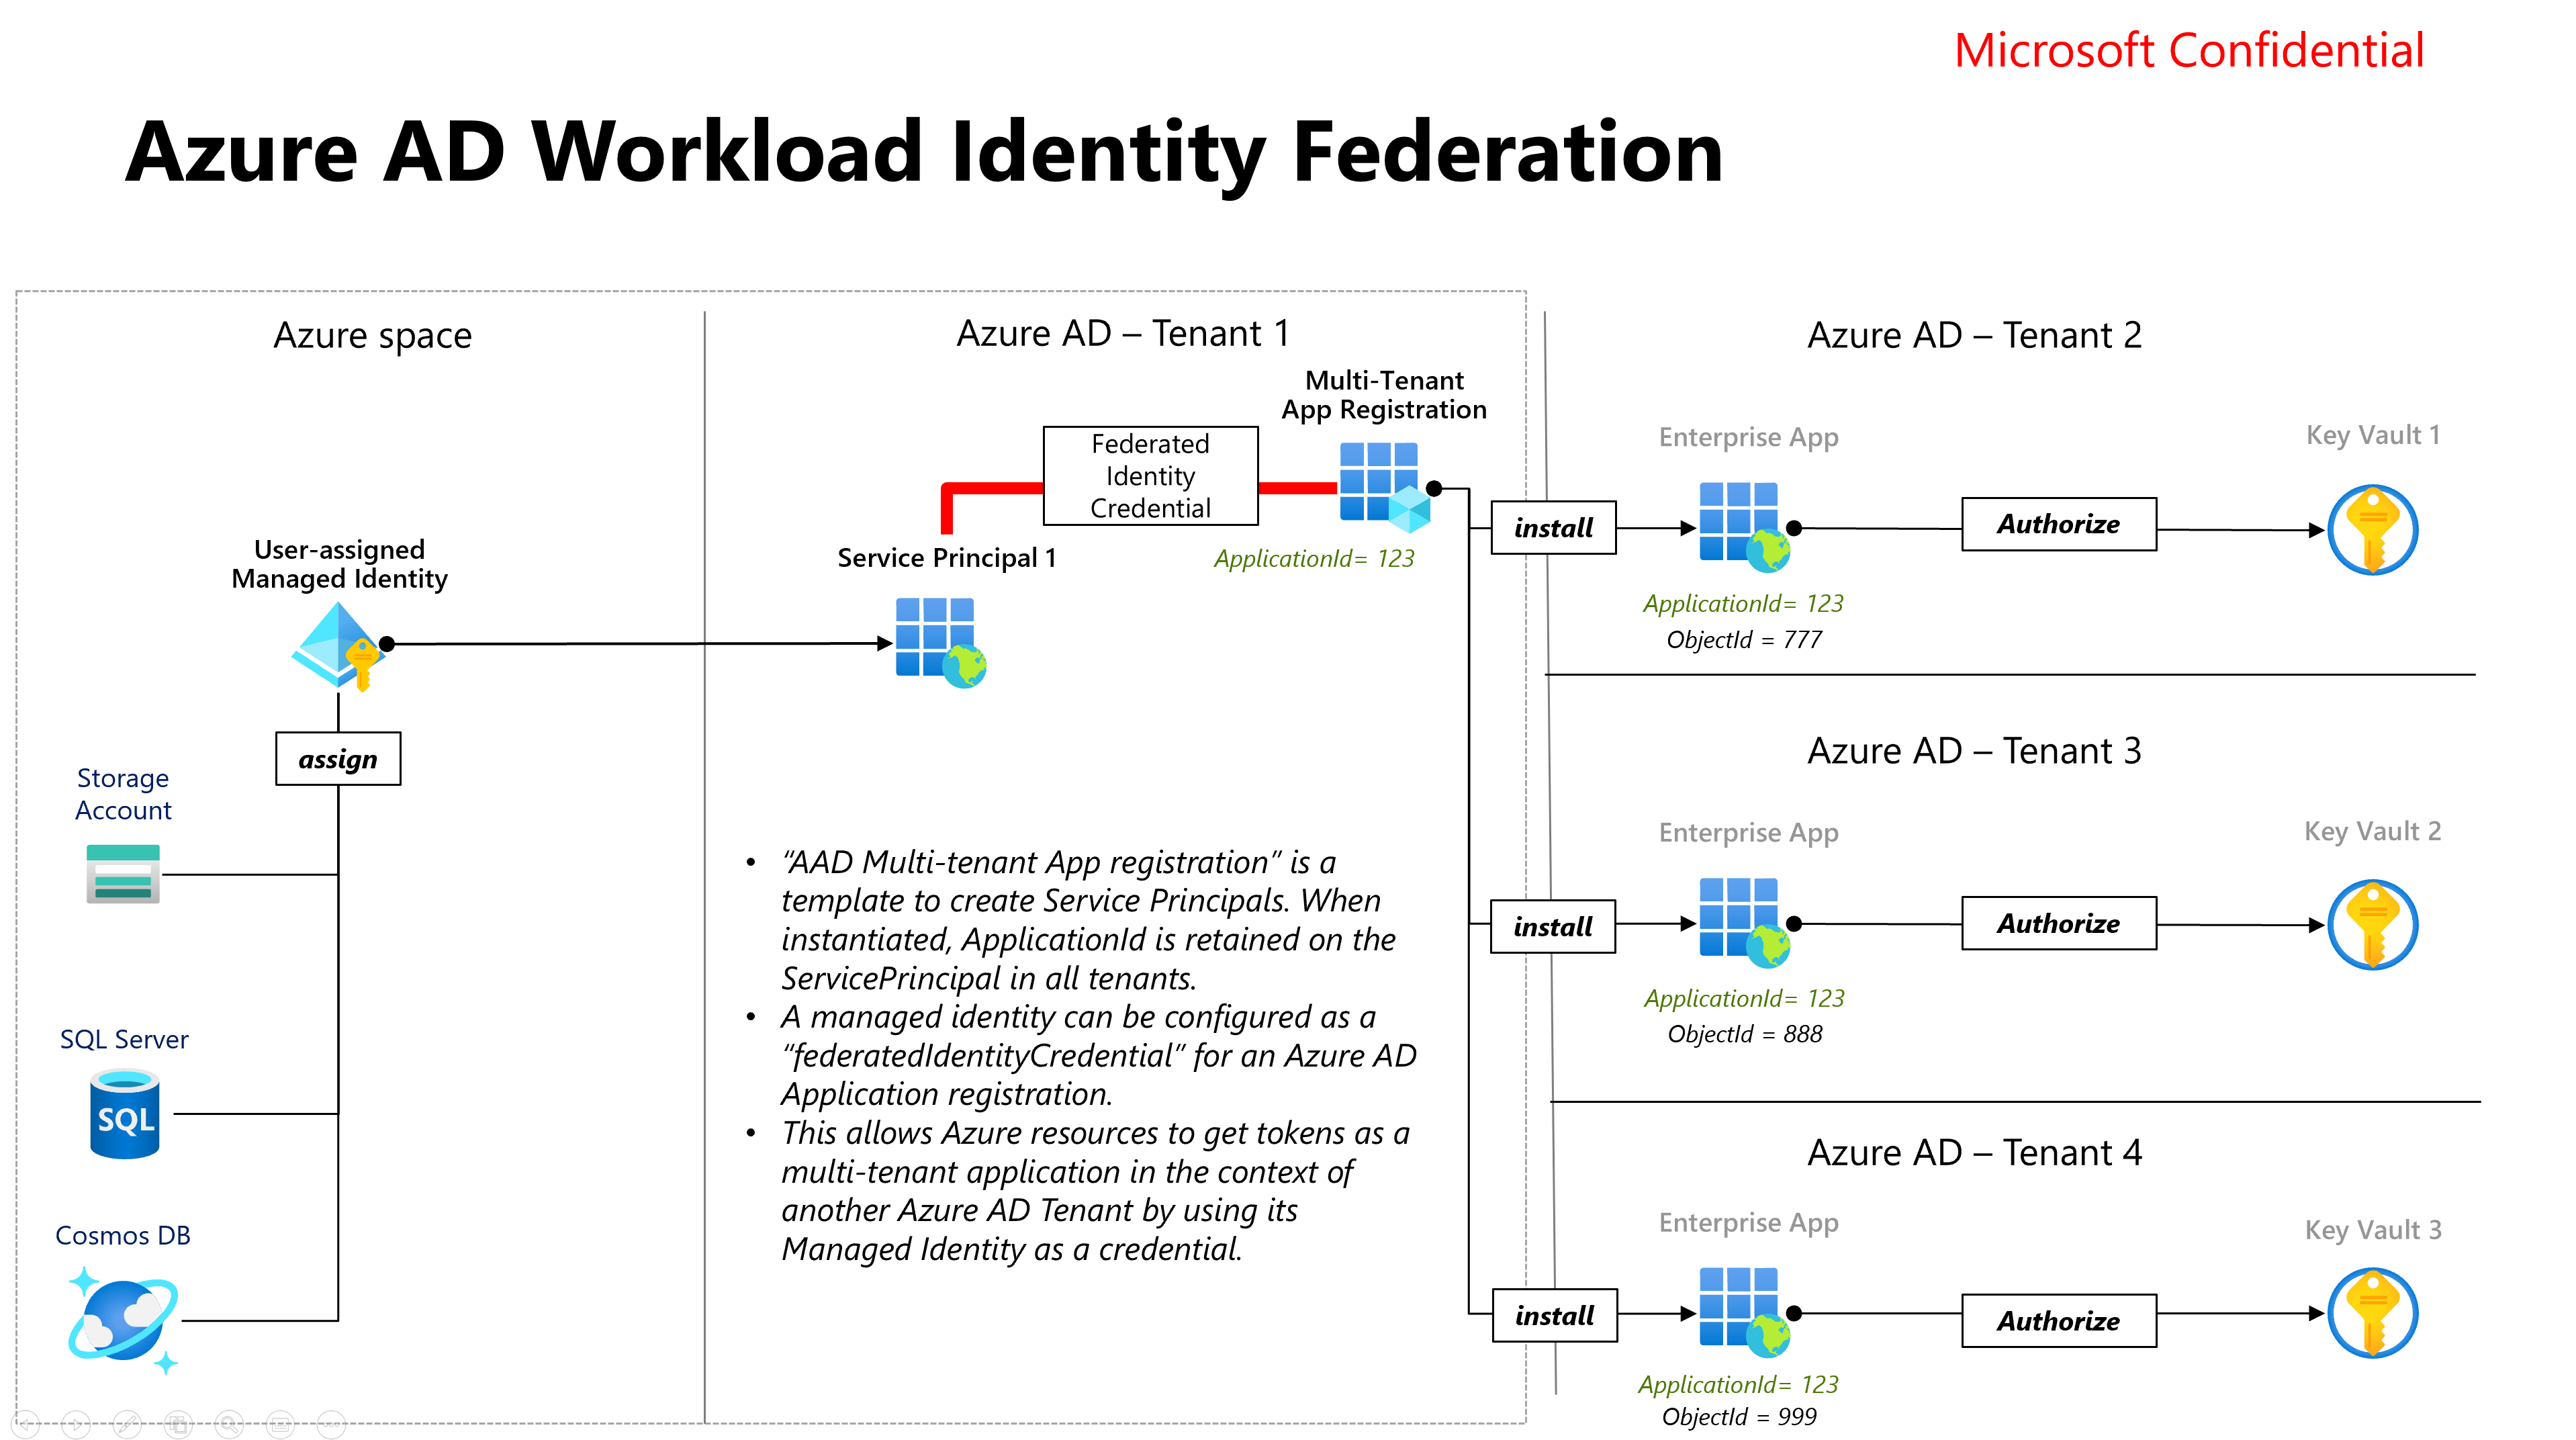 Microsoft Confidential
Azure AD Workload Identity Federation
Azure space
User-assigned
Managed Identity
assign
Storage
Account
SQL Server
SQL
Cosmos DB
Azure AD – Tenant 1
Multi-Tenant
App Registration
Federated
Identity
Credential
Service Principal 1
ApplicationId= 123
• “AAD Multi-tenant App registration” is a
template to create Service Principals. When
instantiated, ApplicationId is retained on the
ServicePrincipal in all tenants.
• A managed identity can be configured as a
“federatedIdentityCredential” for an Azure AD
Application registration.
• This allows Azure resources to get tokens as a
multi-tenant application in the context of
another Azure AD Tenant by using its
Managed Identity as a credential.
Azure AD – Tenant 2
install
Enterprise App
ApplicationId= 123
ObjectId = 777
Authorize
Key Vault 1
Azure AD – Tenant 3
install
Enterprise App
ApplicationId= 123
ObjectId = 888
Authorize
Key Vault 2
Azure AD – Tenant 4
install
Enterprise App
ApplicationId= 123
ObjectId = 999
Authorize
Key Vault 3